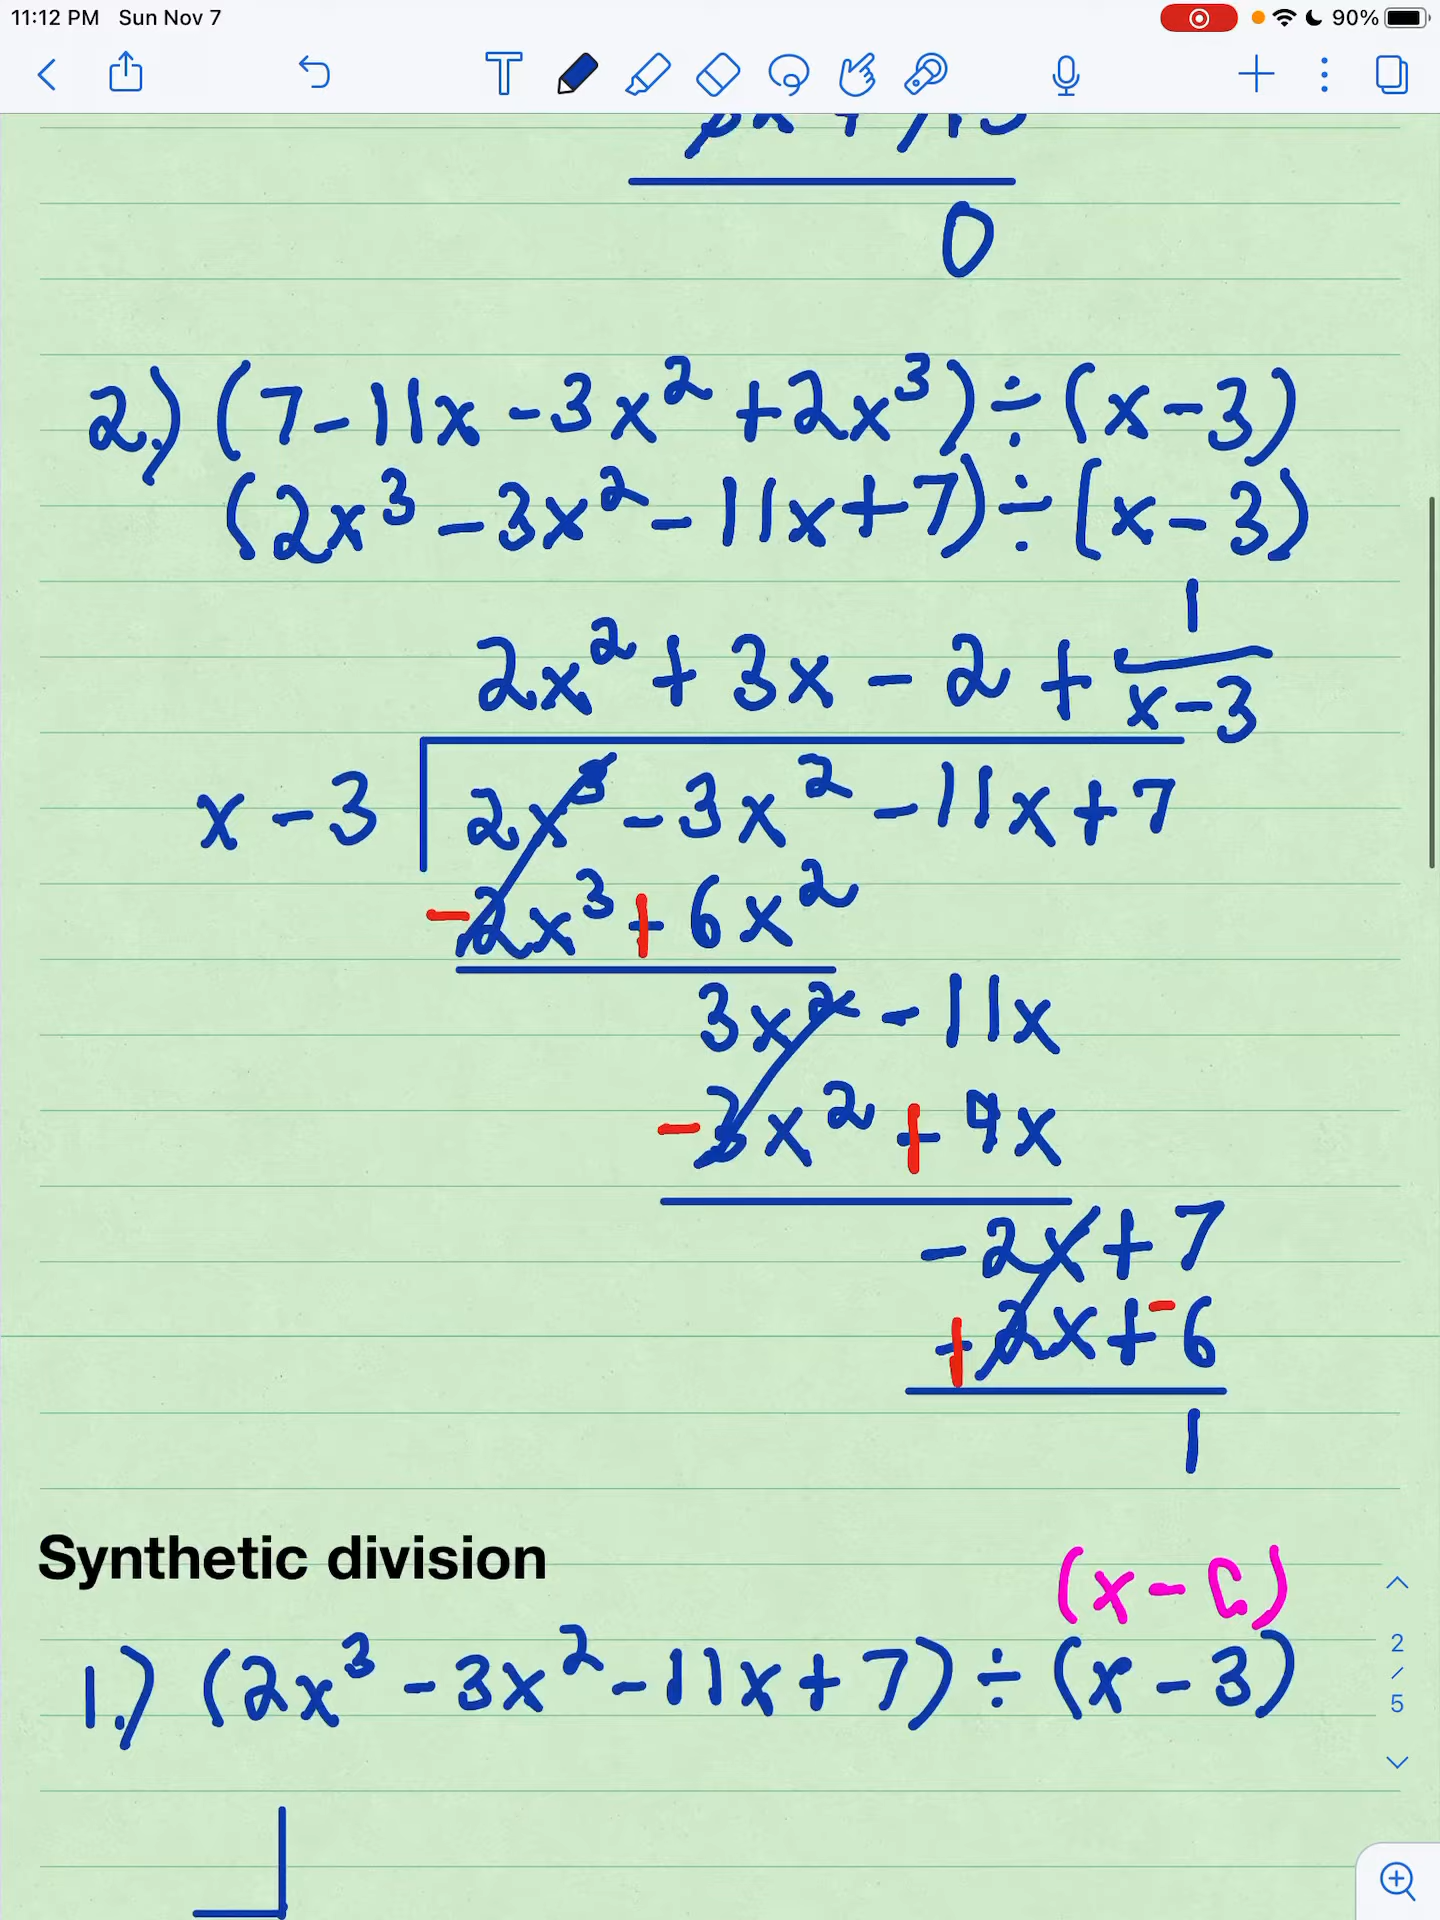 11:12 PM Sun Nov 7
90%
T
0
2.) (7-11x-3x²+2x³)÷(x-3)
(2x³-3x²-11x+7)÷(x-3)
2x²+3x-2+1/(x-3)
x-3 2x³-3x²-11x+7
-2x³+6x²
3x²-11x
-3x²+9x
-2x+7
+2x+-6
1
Synthetic division
(x-c)
1.) (2x³-3x²-11x+7)÷(x-3)
2/5